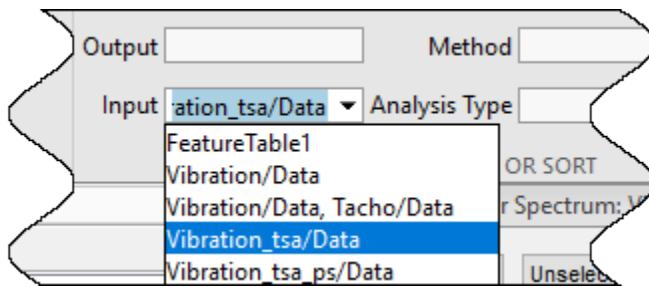 Output Method
Input ration_tsa/Data Analysis Type
FeatureTable1
Vibration/Data OR SORT
Vibration/Data, Tacho/Data r Spectrum: V
Vibration_tsa/Data
Vibration_tsa_ps/Data Unselec